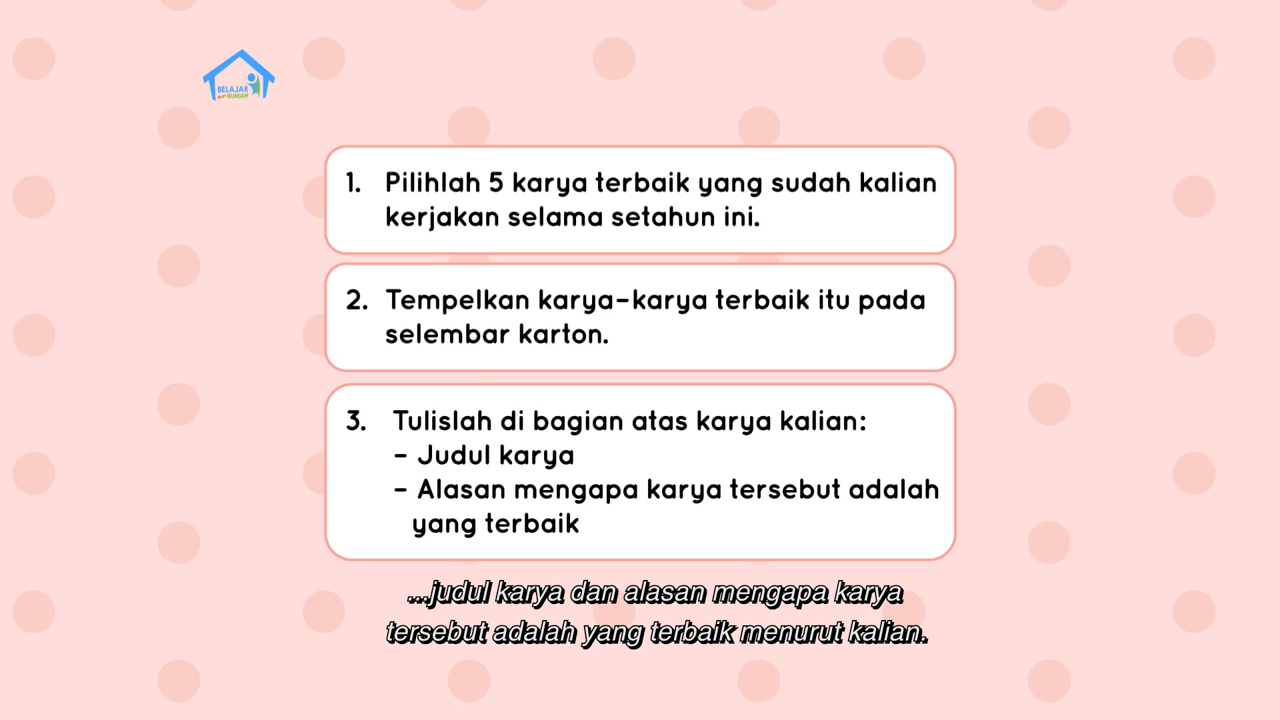 BELAJAR
dari RUMAH
1. Pilihlah 5 karya terbaik yang sudah kalian
kerjakan selama setahun ini.
2. Tempelkan karya-karya terbaik itu pada
selembar karton.
3. Tulislah di bagian atas karya kalian:
- Judul karya
- Alasan mengapa karya tersebut adalah
yang terbaik
...judul karya dan alasan mengapa karya
tersebut adalah yang terbaik menurut kalian.